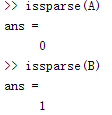 >> issparse(A)
ans =
0
>> issparse(B)
ans =
1